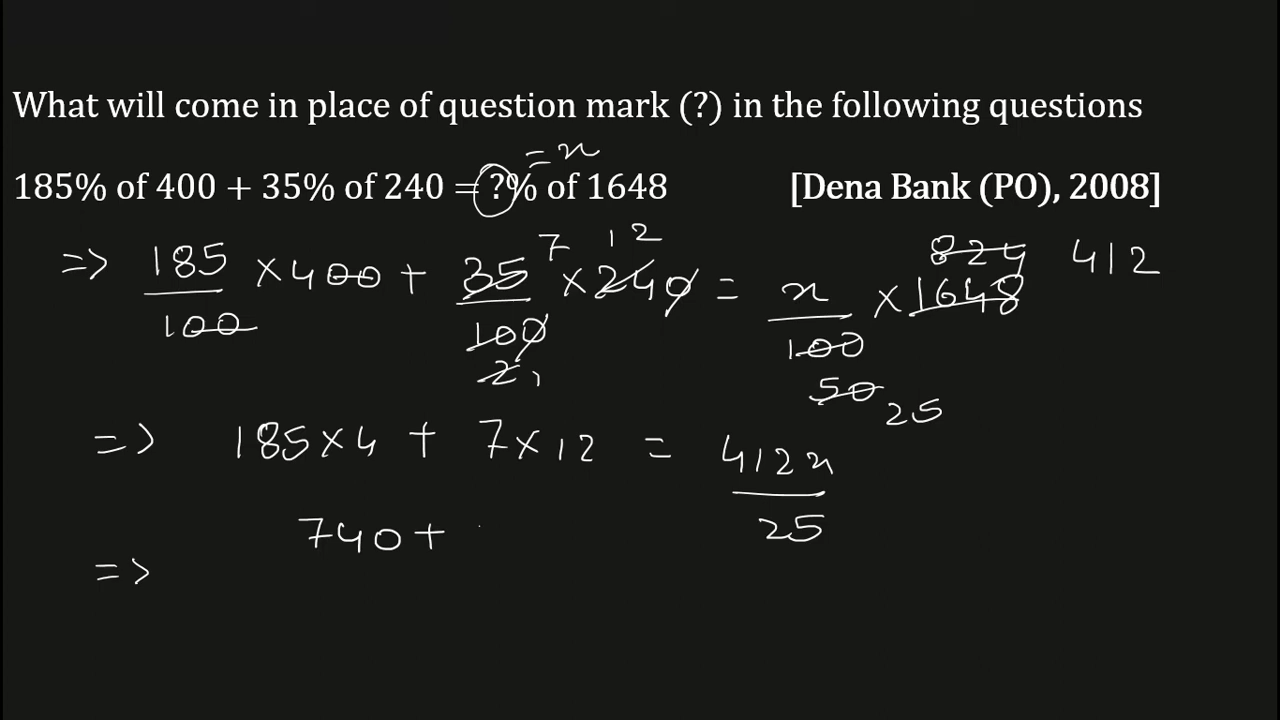 What will come in place of question mark (?) in the following questions
= x
185% of 400 + 35% of 240 = ?% of 1648 [Dena Bank (PO), 2008]
7 12 824 412
=> 185/100 × 400 + 35/100 × 240 = x/100 × 1648
2 1 50 25
=> 185 × 4 + 7 × 12 = 412x/25
=> 740 +